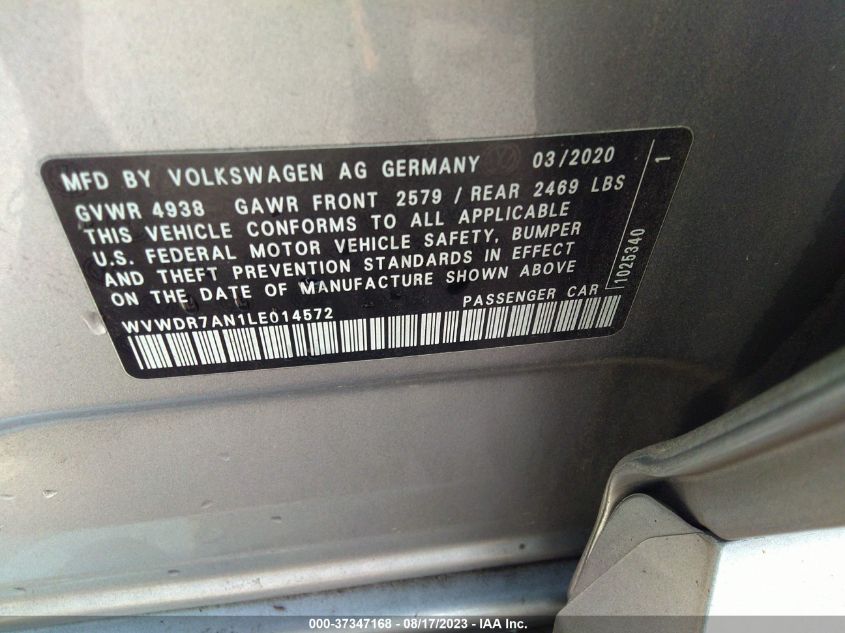 MFD BY VOLKSWAGEN AG GERMANY 03/2020
GVWR 4938 GAWR FRONT 2579 / REAR 2469 LBS
THIS VEHICLE CONFORMS TO ALL APPLICABLE
U.S. FEDERAL MOTOR VEHICLE SAFETY, BUMPER
AND THEFT PREVENTION STANDARDS IN EFFECT
ON THE DATE OF MANUFACTURE SHOWN ABOVE
WVWDR7AN1LE014572 PASSENGER CAR
1025340
1
000-37347168 - 08/17/2023 - IAA Inc.